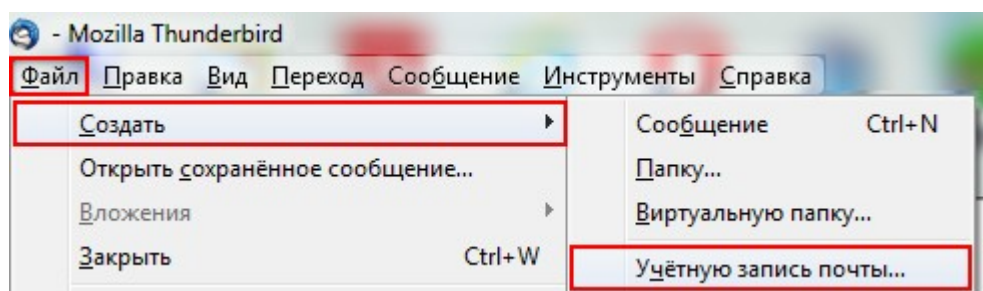 - Mozilla Thunderbird
Файл Правка Вид Переход Сообщение Инструменты Справка
Создать
Сообщение Ctrl+N
Открыть сохранённое сообщение...
Папку...
Вложения
Виртуальную папку...
Закрыть Ctrl+W
Учётную запись почты...